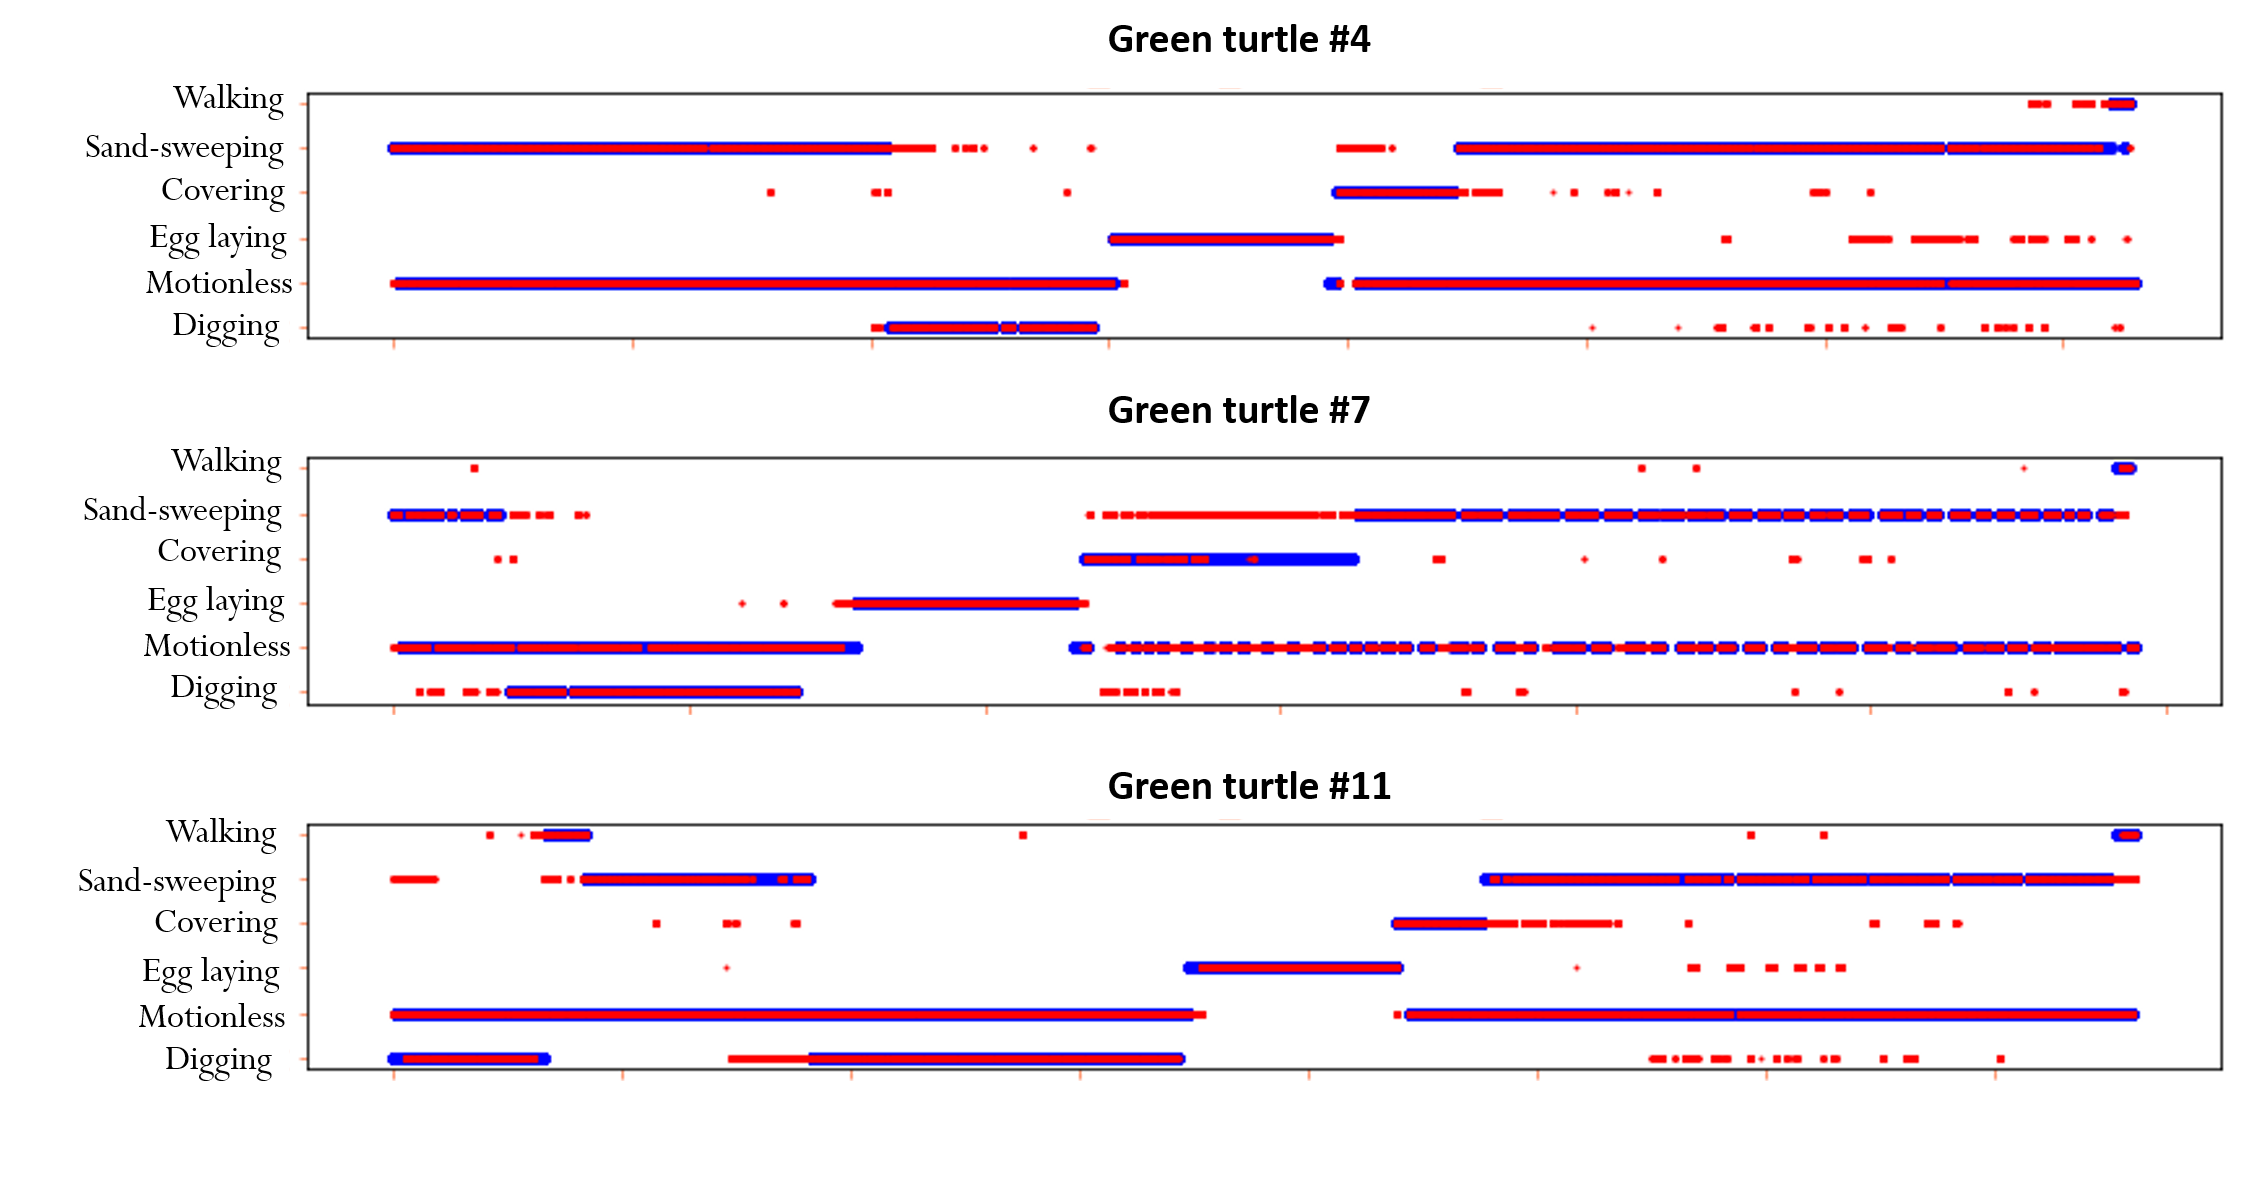 Green turtle #4
Walking
Sand-sweeping
Covering
Egg laying
Motionless
Digging
Green turtle #7
Walking
Sand-sweeping
Covering
Egg laying
Motionless
Digging
Green turtle #11
Walking
Sand-sweeping
Covering
Egg laying
Motionless
Digging